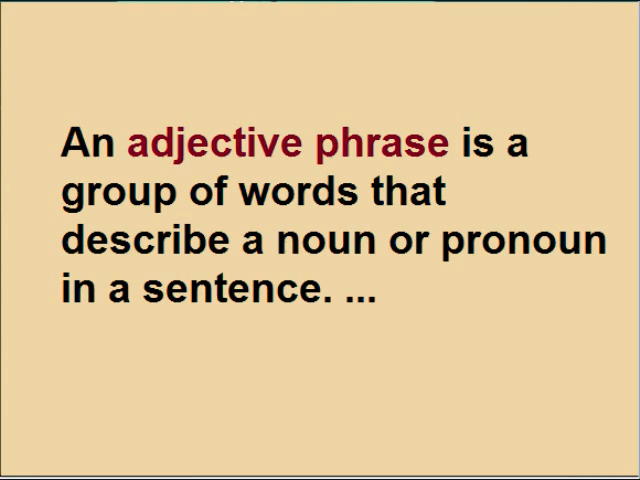 An adjective phrase is a
group of words that
describe a noun or pronoun
in a sentence. ...